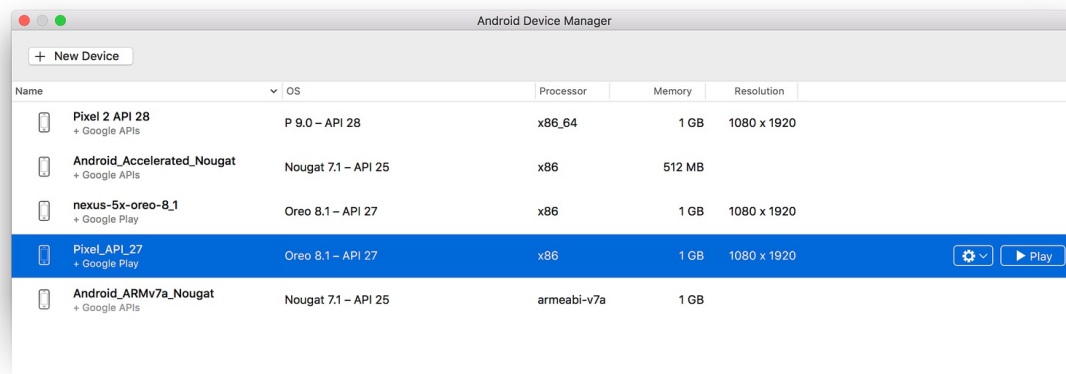 Android Device Manager
+ New Device
Name OS Processor Memory Resolution
Pixel 2 API 28 P 9.0 – API 28 x86_64 1 GB 1080 x 1920
+ Google APIs
Android_Accelerated_Nougat Nougat 7.1 – API 25 x86 512 MB
+ Google APIs
nexus-5x-oreo-8_1 Oreo 8.1 – API 27 x86 1 GB 1080 x 1920
+ Google Play
Pixel_API_27 Oreo 8.1 – API 27 x86 1 GB 1080 x 1920 Play
+ Google Play
Android_ARMv7a_Nougat Nougat 7.1 – API 25 armeabi-v7a 1 GB
+ Google APIs